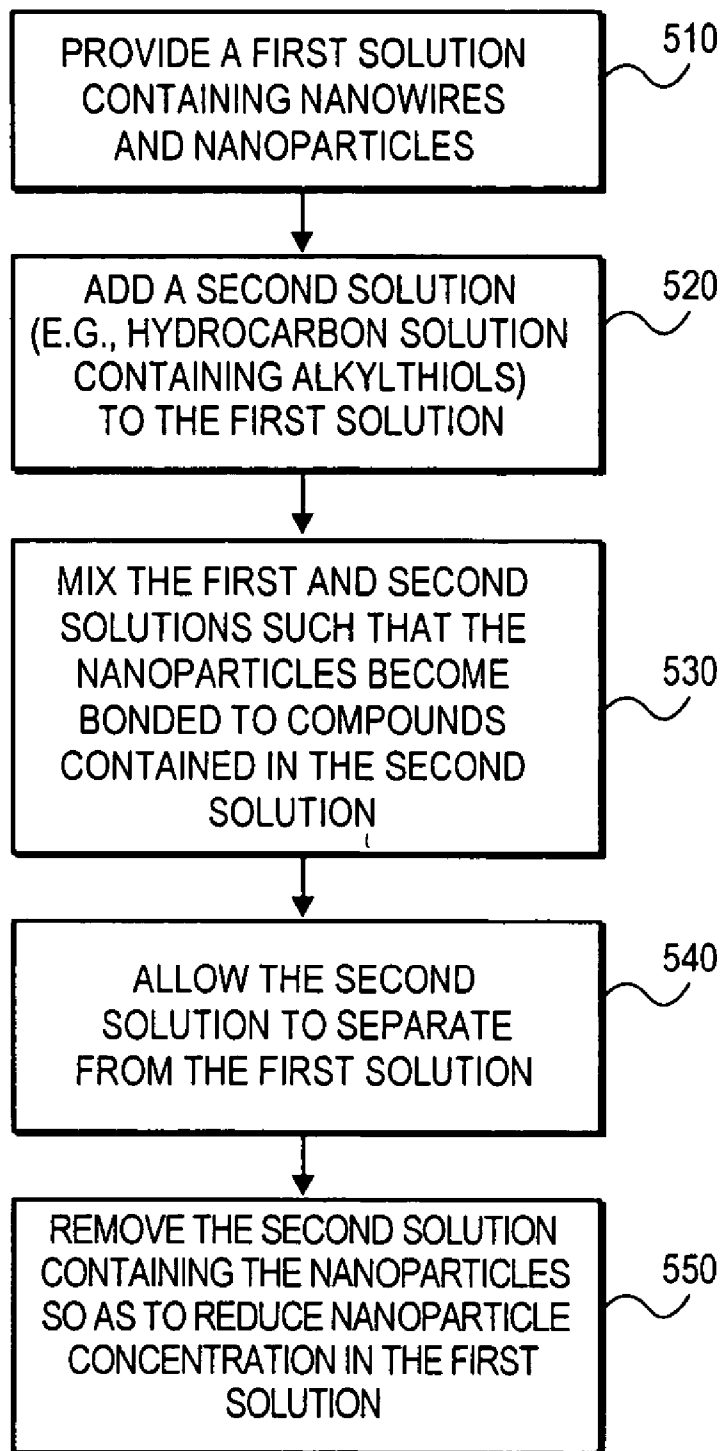 PROVIDE A FIRST SOLUTION
CONTAINING NANOWIRES
AND NANOPARTICLES
510
ADD A SECOND SOLUTION
(E.G., HYDROCARBON SOLUTION
CONTAINING ALKYLTHIOLS)
TO THE FIRST SOLUTION
520
MIX THE FIRST AND SECOND
SOLUTIONS SUCH THAT THE
NANOPARTICLES BECOME
BONDED TO COMPOUNDS
CONTAINED IN THE SECOND
SOLUTION
530
ALLOW THE SECOND
SOLUTION TO SEPARATE
FROM THE FIRST SOLUTION
540
REMOVE THE SECOND SOLUTION
CONTAINING THE NANOPARTICLES
SO AS TO REDUCE NANOPARTICLE
CONCENTRATION IN THE FIRST
SOLUTION
550